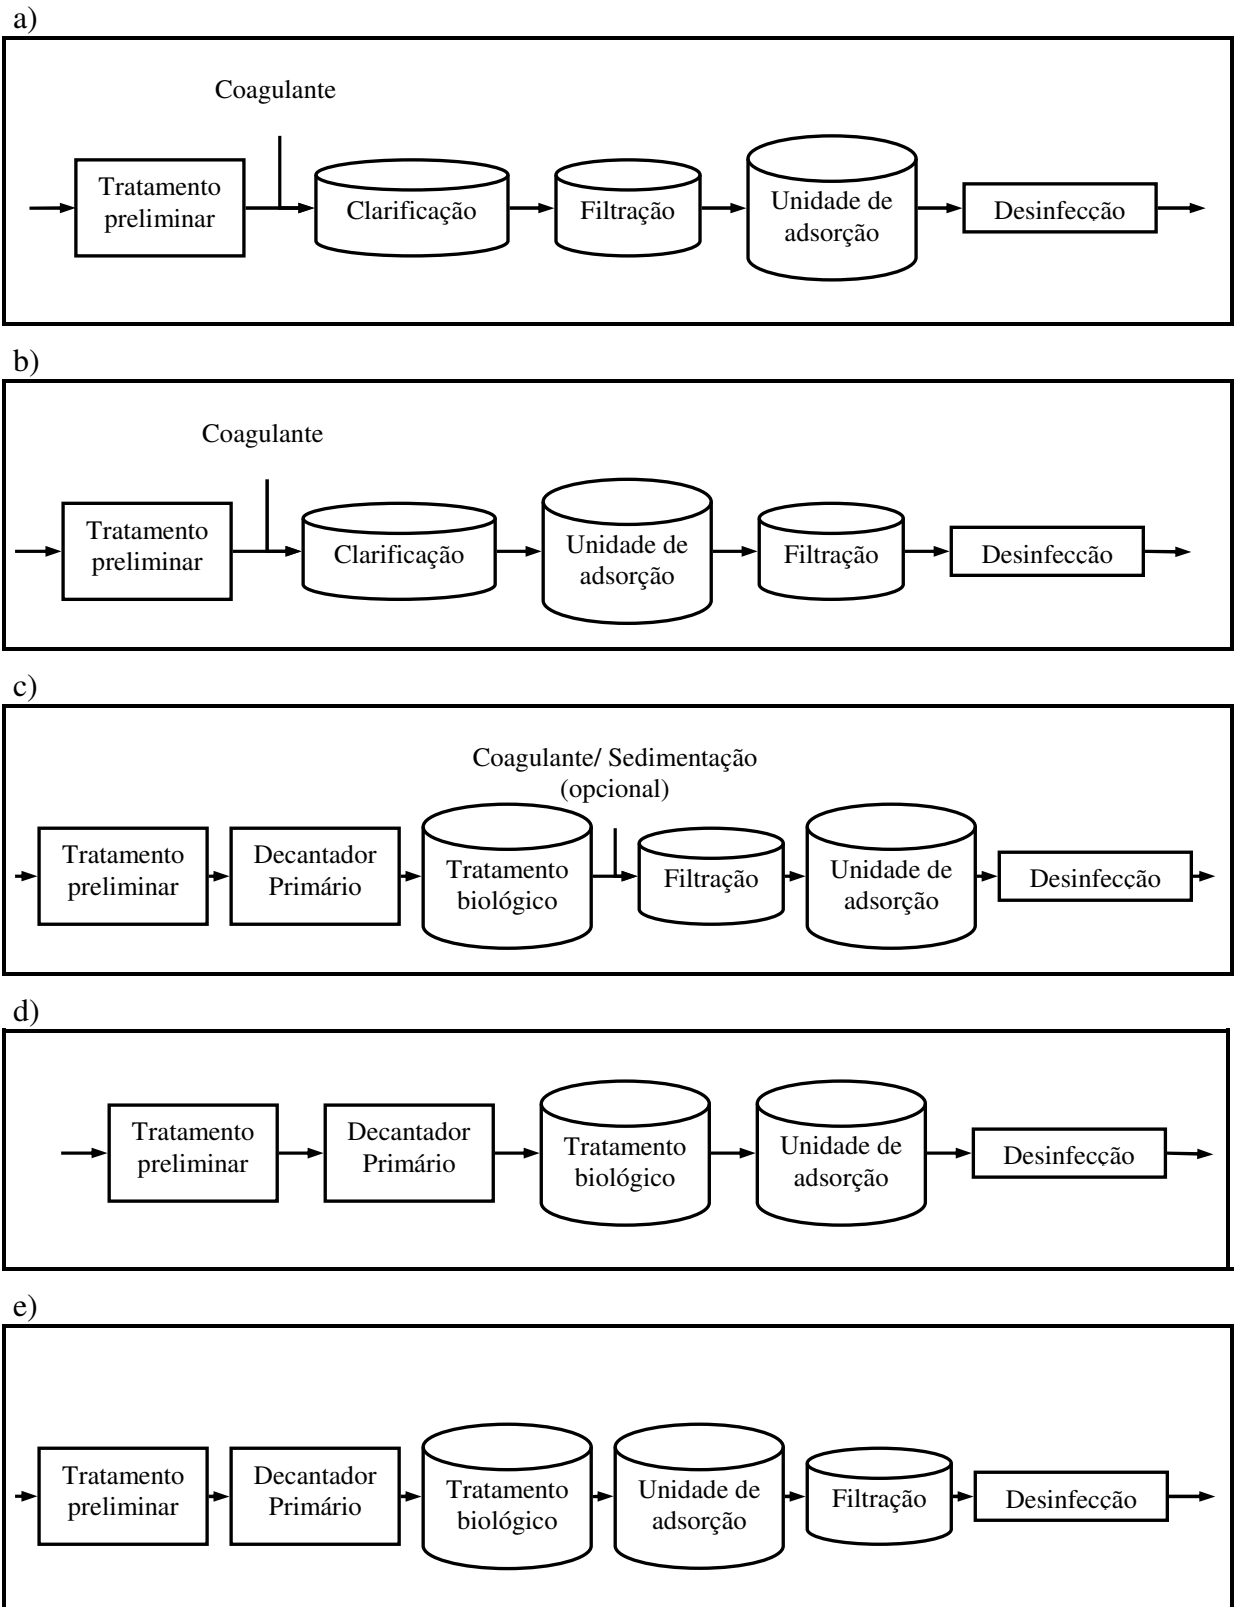 a)
Coagulante
Tratamento
preliminar
Clarificação
Filtração
Unidade de
adsorção
Desinfecção
b)
Coagulante
Tratamento
preliminar
Clarificação
Unidade de
adsorção
Filtração
Desinfecção
c)
Coagulante/ Sedimentação
(opcional)
Tratamento
preliminar
Decantador
Primário
Tratamento
biológico
Filtração
Unidade de
adsorção
Desinfecção
d)
Tratamento
preliminar
Decantador
Primário
Tratamento
biológico
Unidade de
adsorção
Desinfecção
e)
Tratamento
preliminar
Decantador
Primário
Tratamento
biológico
Unidade de
adsorção
Filtração
Desinfecção